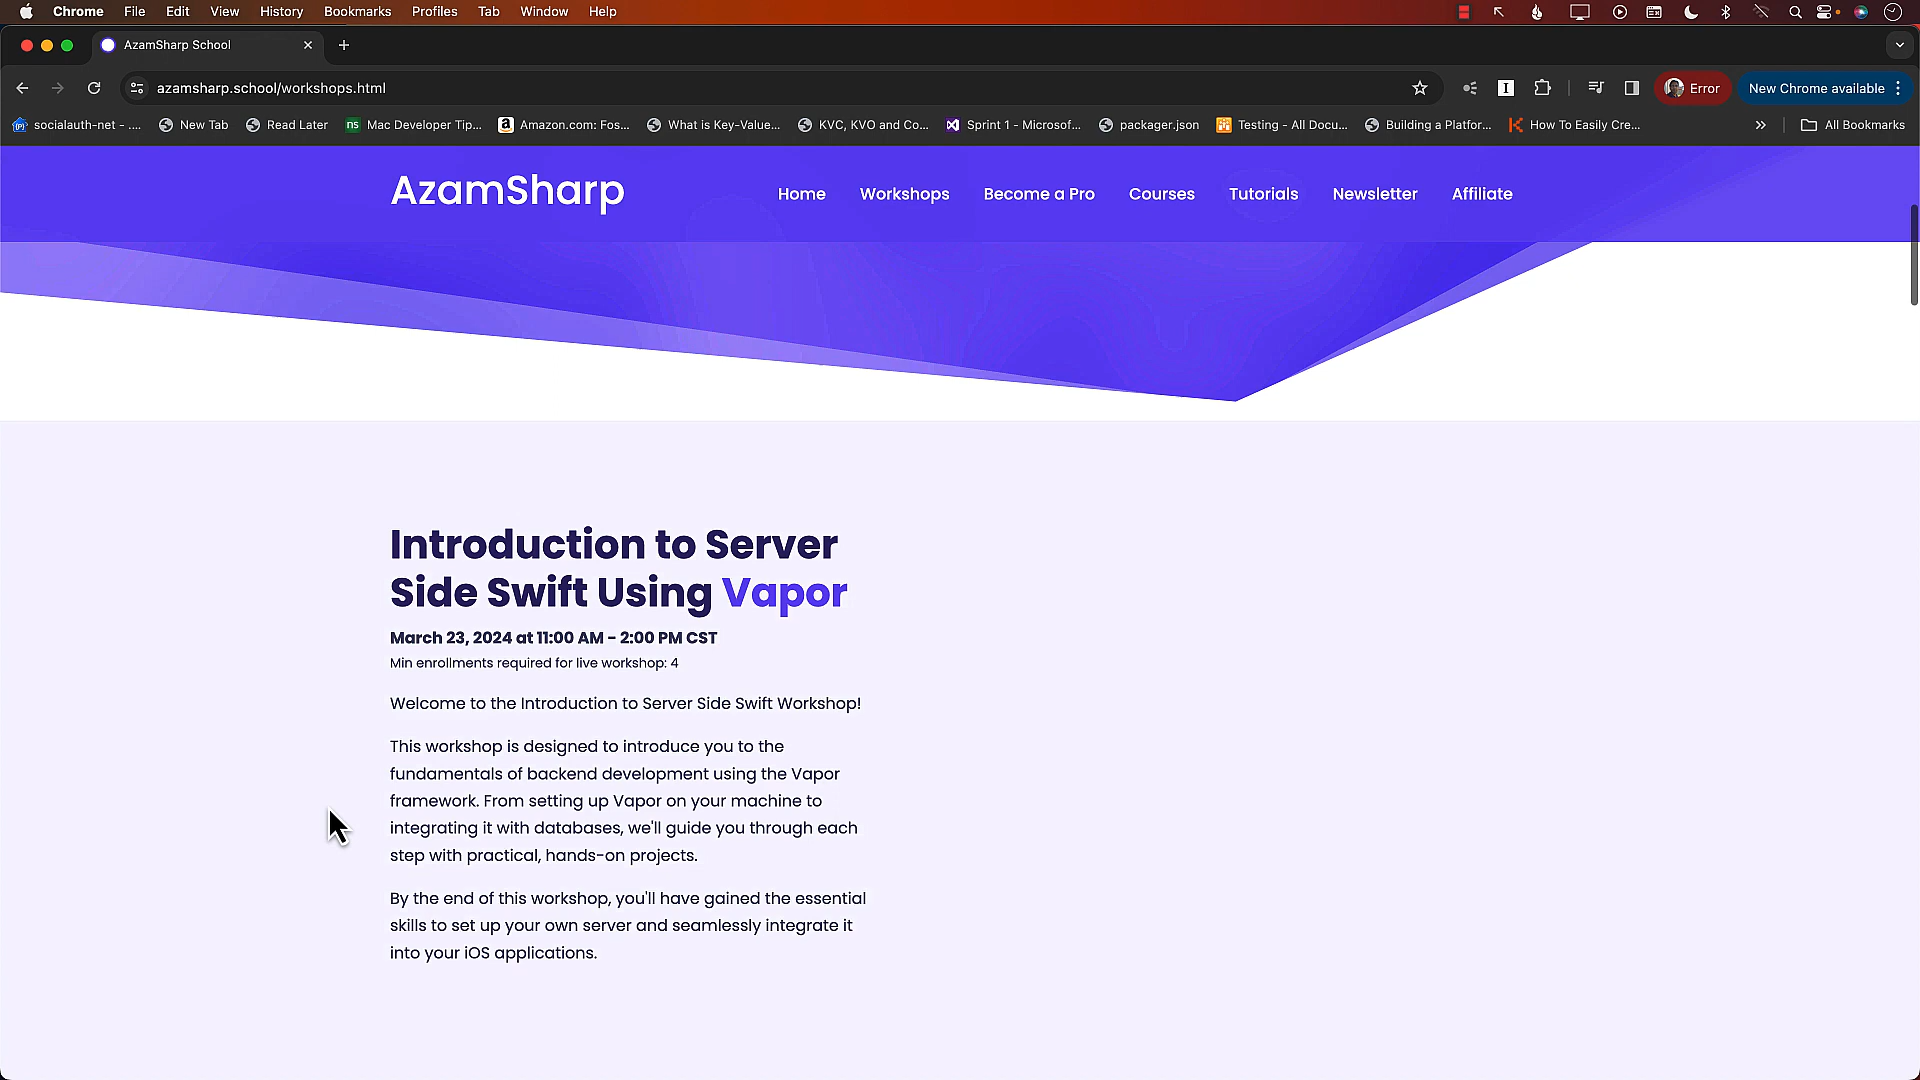 Chrome File Edit View History Bookmarks Profiles Tab Window Help
AzamSharp School
azamsharp.school/workshops.html
Error
New Chrome available
socialauth-net - ....
New Tab
Read Later
ns Mac Developer Tip...
Amazon.com: Fos...
What is Key-Value...
KVC, KVO and Co...
Sprint 1 - Microsof...
packager.json
Testing - All Docu...
Building a Platfor...
How To Easily Cre...
All Bookmarks
AzamSharp
Home Workshops Become a Pro Courses Tutorials Newsletter Affiliate
Introduction to Server
Side Swift Using Vapor
March 23, 2024 at 11:00 AM - 2:00 PM CST
Min enrollments required for live workshop: 4
Welcome to the Introduction to Server Side Swift Workshop!
This workshop is designed to introduce you to the
fundamentals of backend development using the Vapor
framework. From setting up Vapor on your machine to
integrating it with databases, we'll guide you through each
step with practical, hands-on projects.
By the end of this workshop, you'll have gained the essential
skills to set up your own server and seamlessly integrate it
into your iOS applications.